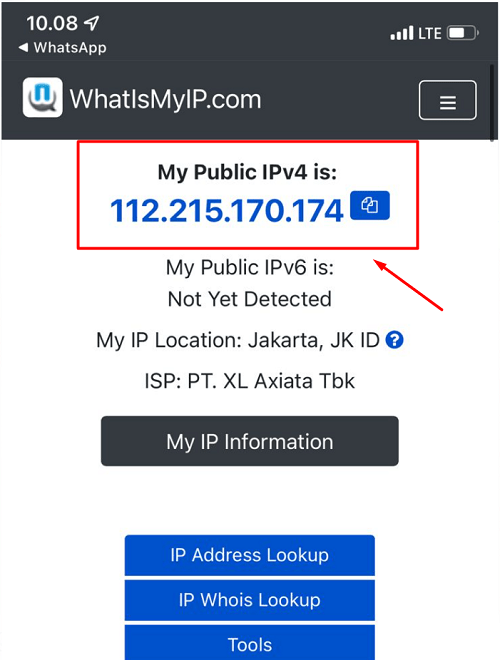 10.08
LTE
◀ WhatsApp
WhatIsMyIP.com
My Public IPv4 is:
112.215.170.174
My Public IPv6 is:
Not Yet Detected
My IP Location: Jakarta, JK ID ?
ISP: PT. XL Axiata Tbk
My IP Information
IP Address Lookup
IP Whois Lookup
Tools